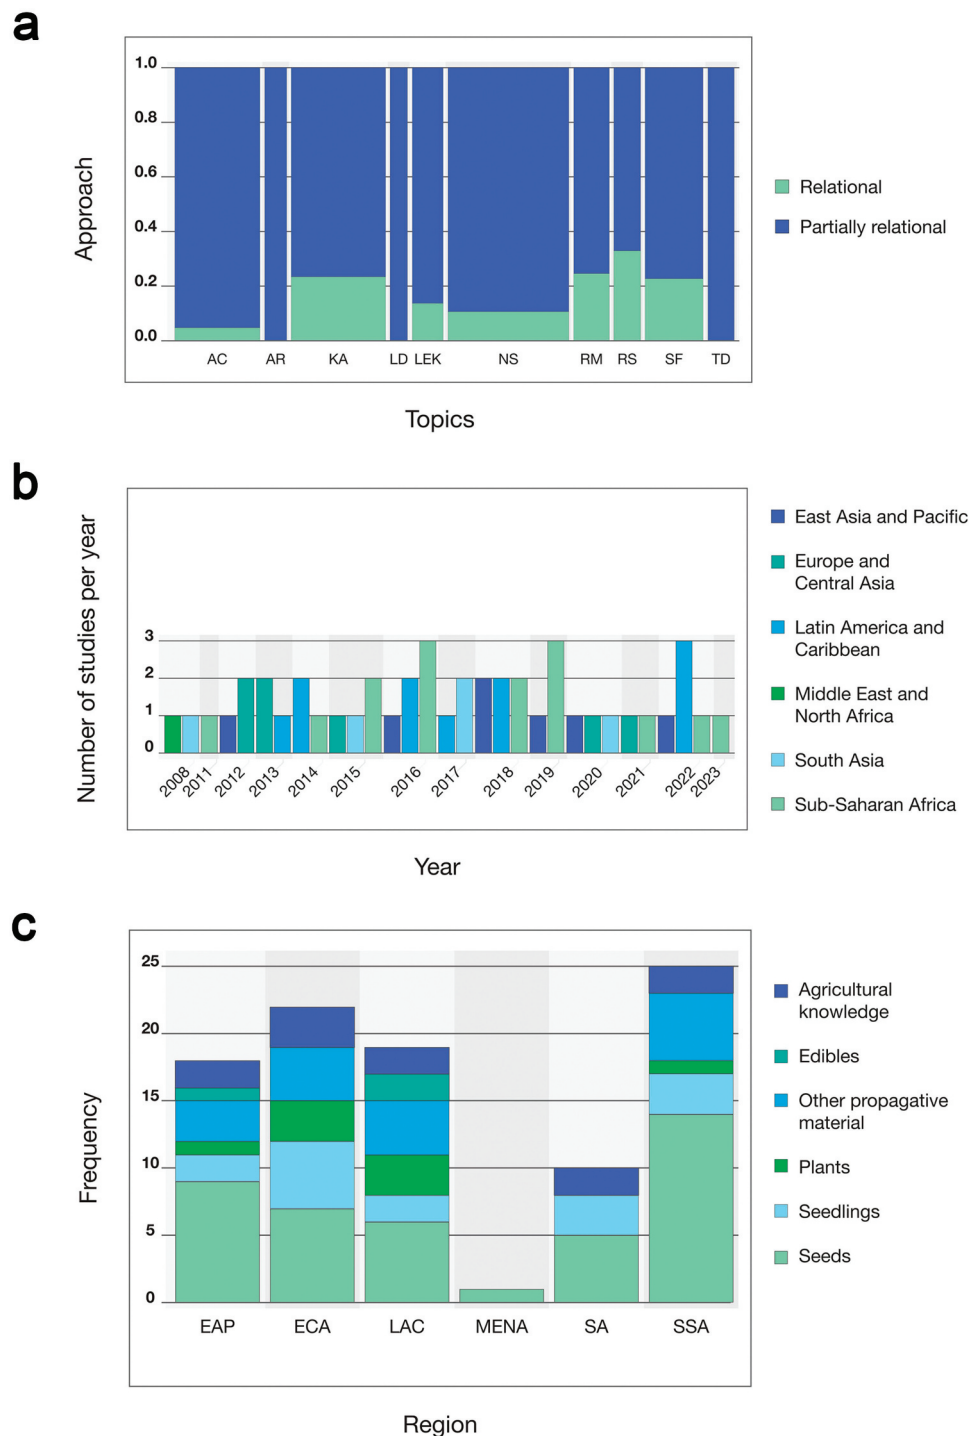 a
1.0
0.8
0.6
0.4
0.2
0.0
Approach
AC AR KA LD LEK NS RM RS SF TD
Topics
Relational
Partially relational
b
Number of studies per year
3
2
1
0
2008 2011 2012 2013 2014 2015 2016 2017 2018 2019 2020 2021 2022 2023
Year
East Asia and Pacific
Europe and
Central Asia
Latin America and
Caribbean
Middle East and
North Africa
South Asia
Sub-Saharan Africa
c
Frequency
25
20
15
10
5
0
EAP ECA LAC MENA SA SSA
Region
Agricultural
knowledge
Edibles
Other propagative
material
Plants
Seedlings
Seeds